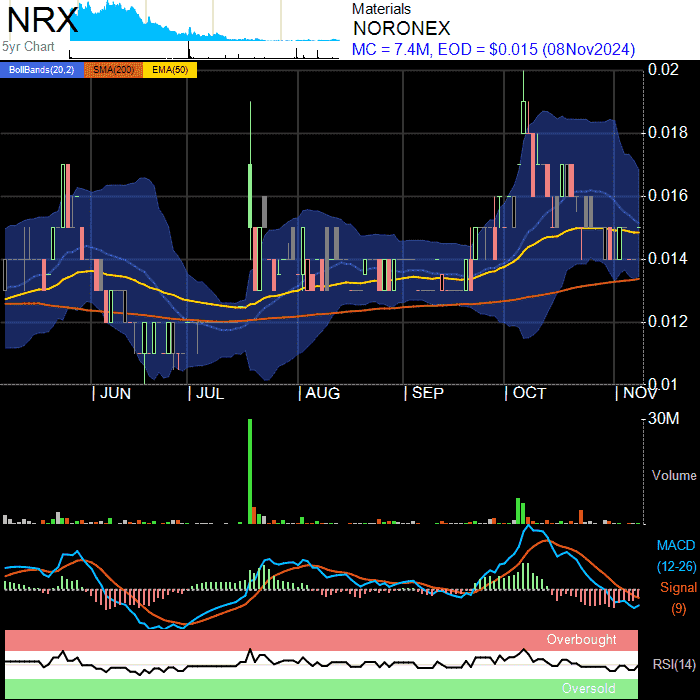 NRX
5yr Chart
Materials
NORONEX
MC = 7.4M, EOD = $0.015 (08Nov2024)
BollBands(20,2) SMA(200) EMA(50)
0.02
0.018
0.016
0.014
0.012
0.01
JUN JUL AUG SEP OCT NOV
30M
Volume
MACD
(12-26)
Signal
(9)
Overbought
RSI(14)
Oversold